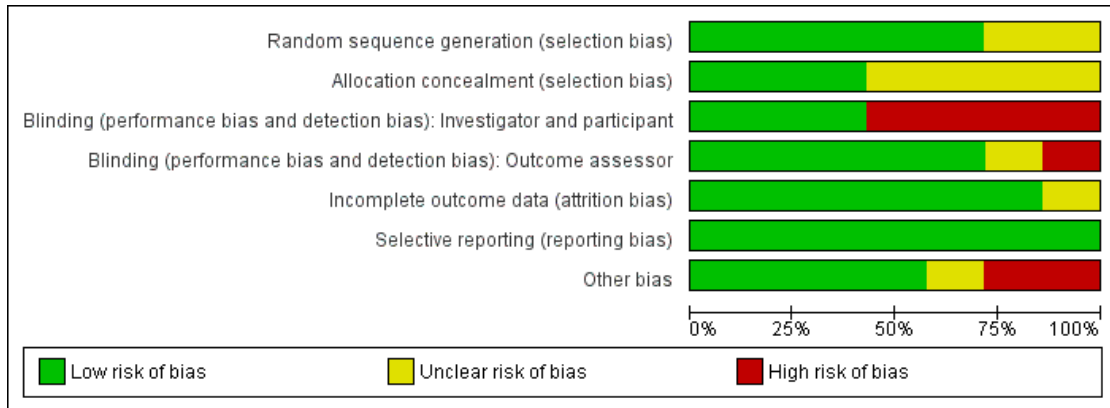 Random sequence generation (selection bias)
Allocation concealment (selection bias)
Blinding (performance bias and detection bias): Investigator and participant
Blinding (performance bias and detection bias): Outcome assessor
Incomplete outcome data (attrition bias)
Selective reporting (reporting bias)
Other bias
0% 25% 50% 75% 100%
Low risk of bias Unclear risk of bias High risk of bias